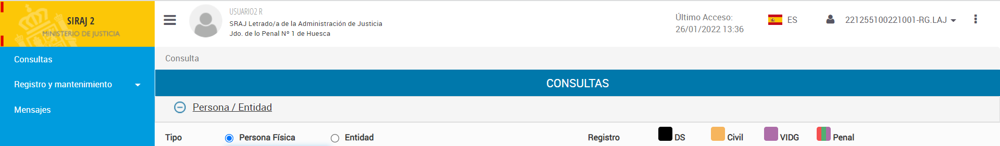 SIRAJ 2
MINISTERIO DE JUSTICIA
USUARIO2 R
SRAJ Letrado/a de la Administración de Justicia
Jdo. de lo Penal Nº 1 de Huesca
Último Acceso:
26/01/2022 13:36
ES
221255100221001-RG.LAJ
Consultas
Registro y mantenimiento
Mensajes
Consulta
CONSULTAS
Persona / Entidad
Tipo
Persona Física
Entidad
Registro
DS
Civil
VIDG
Penal